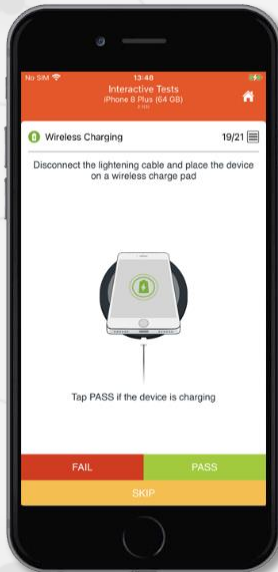 No SIM 13:46
Interactive Tests
iPhone 8 Plus (64 GB)
Wireless Charging 19/21
Disconnect the lightening cable and place the device
on a wireless charge pad
Tap PASS if the device is charging
FAIL PASS
SKIP